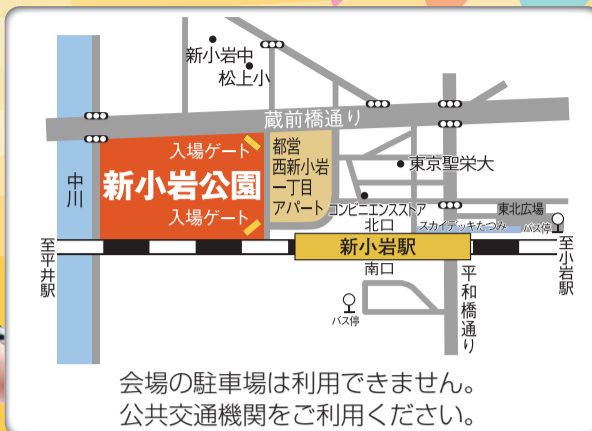 新小岩中
松上小
蔵前橋通り
入場ゲート
新小岩公園
入場ゲート
都営
西新小岩
一丁目
アパート
中川
東京聖栄大
コンビニエンスストア
北口
東北広場
スカイデッキたつみ
バス停
新小岩駅
南口
至平井駅
至小岩駅
平和橋通り
バス停
会場の駐車場は利用できません。
公共交通機関をご利用ください。